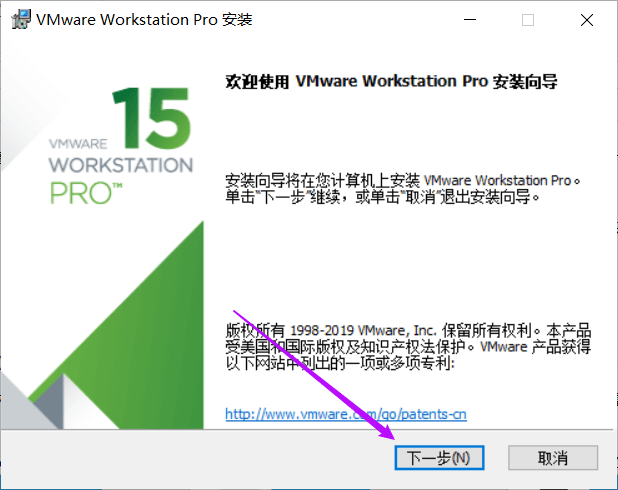 VMware Workstation Pro 安装
欢迎使用 VMware Workstation Pro 安装向导
15
VMWARE
WORKSTATION
PRO™
安装向导将在您计算机上安装 VMware Workstation Pro。
单击“下一步”继续，或单击“取消”退出安装向导。
版权所有 1998-2019 VMware, Inc. 保留所有权利。本产品
受美国和国际版权及知识产权法保护。VMware 产品获得
以下网站中列出的一项或多项专利:
http://www.vmware.com/go/patents-cn
下一步(N)
取消